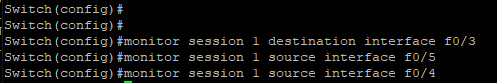 Switch(config)#
Switch(config)#
Switch(config)#monitor session 1 destination interface f0/3
Switch(config)#monitor session 1 source interface f0/5
Switch(config)#monitor session 1 source interface f0/4